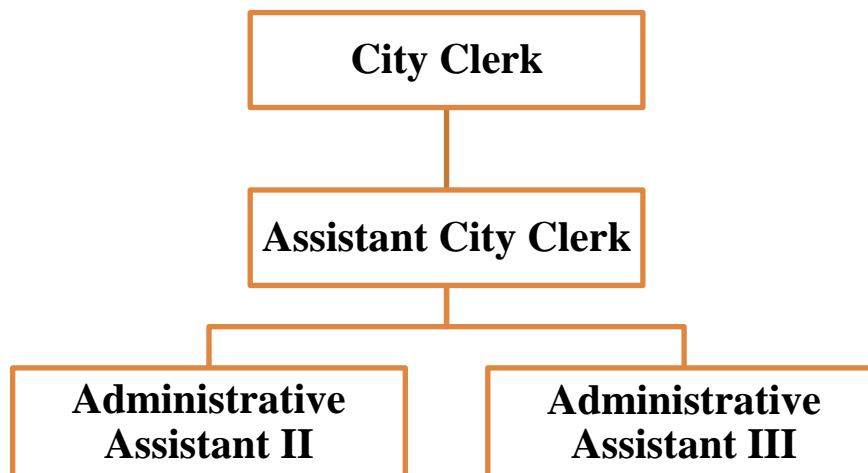 City Clerk
Assistant City Clerk
Administrative
Assistant II
Administrative
Assistant III